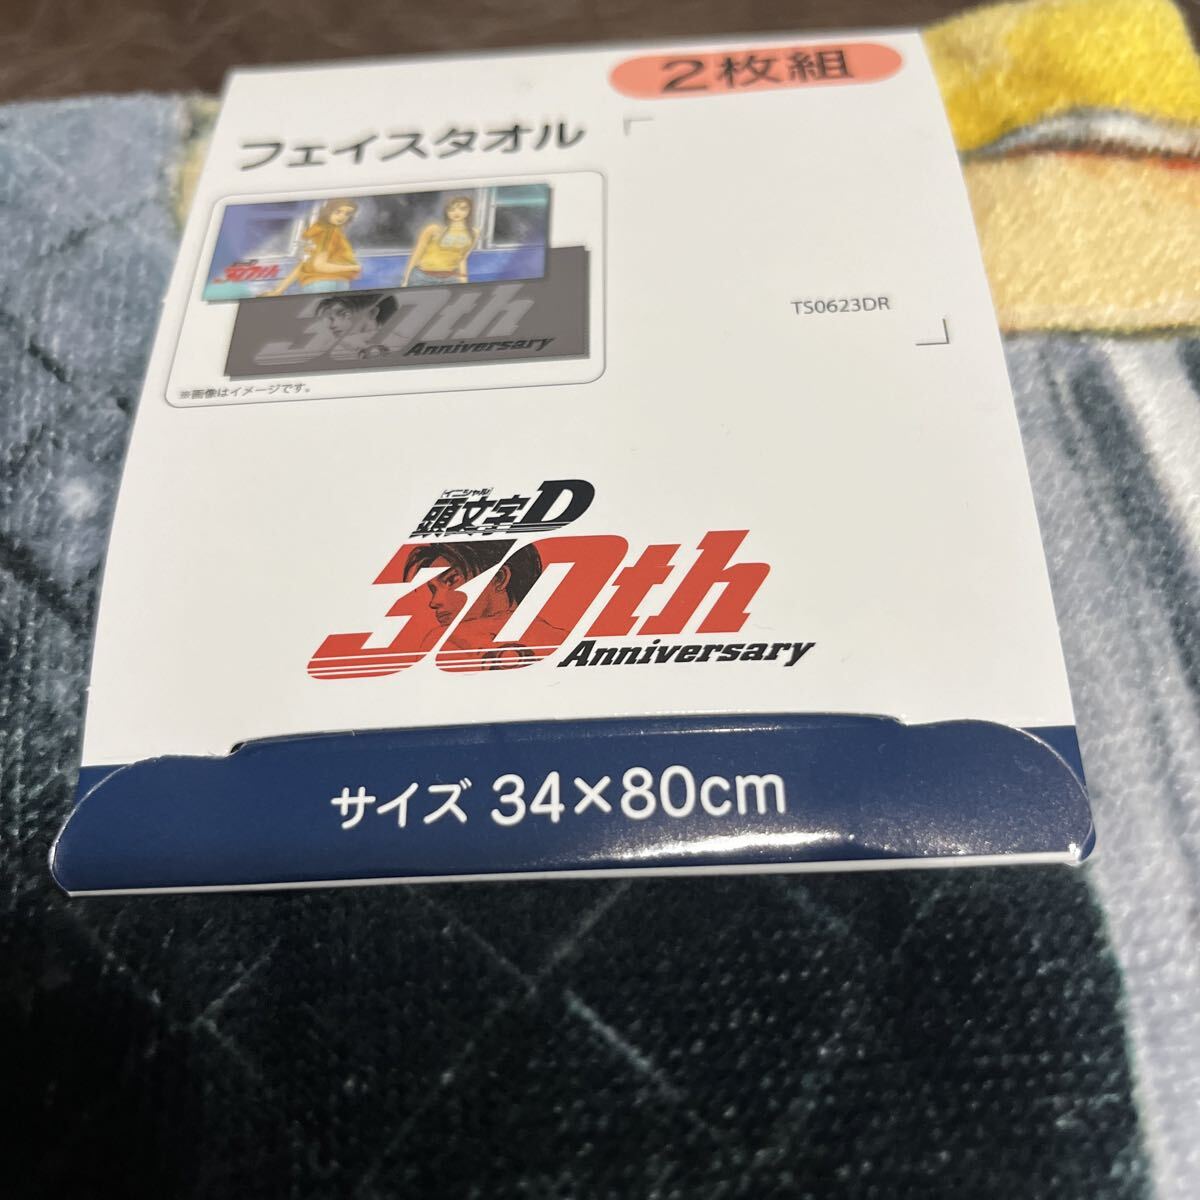 2枚組
フェイスタオル
30th
30th
Anniversary
※画像はイメージです。
TS0623DR
イニシャル
頭文字D
30th
Anniversary
サイズ 34×80cm